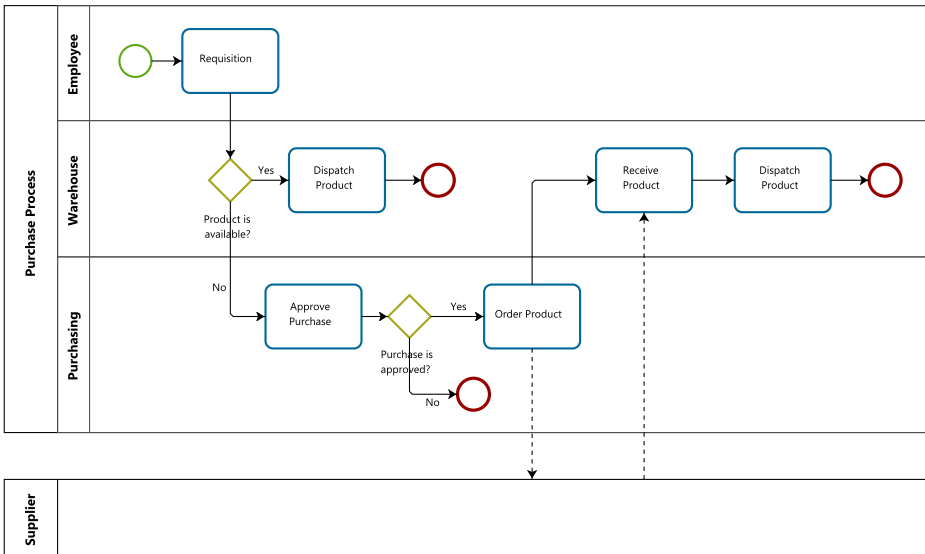 Purchase Process
Employee
Requisition
Warehouse
Yes
Dispatch
Product
Product is
available?
Receive
Product
Dispatch
Product
Purchasing
No
Approve
Purchase
Yes
Purchase is
approved?
No
Order Product
Supplier